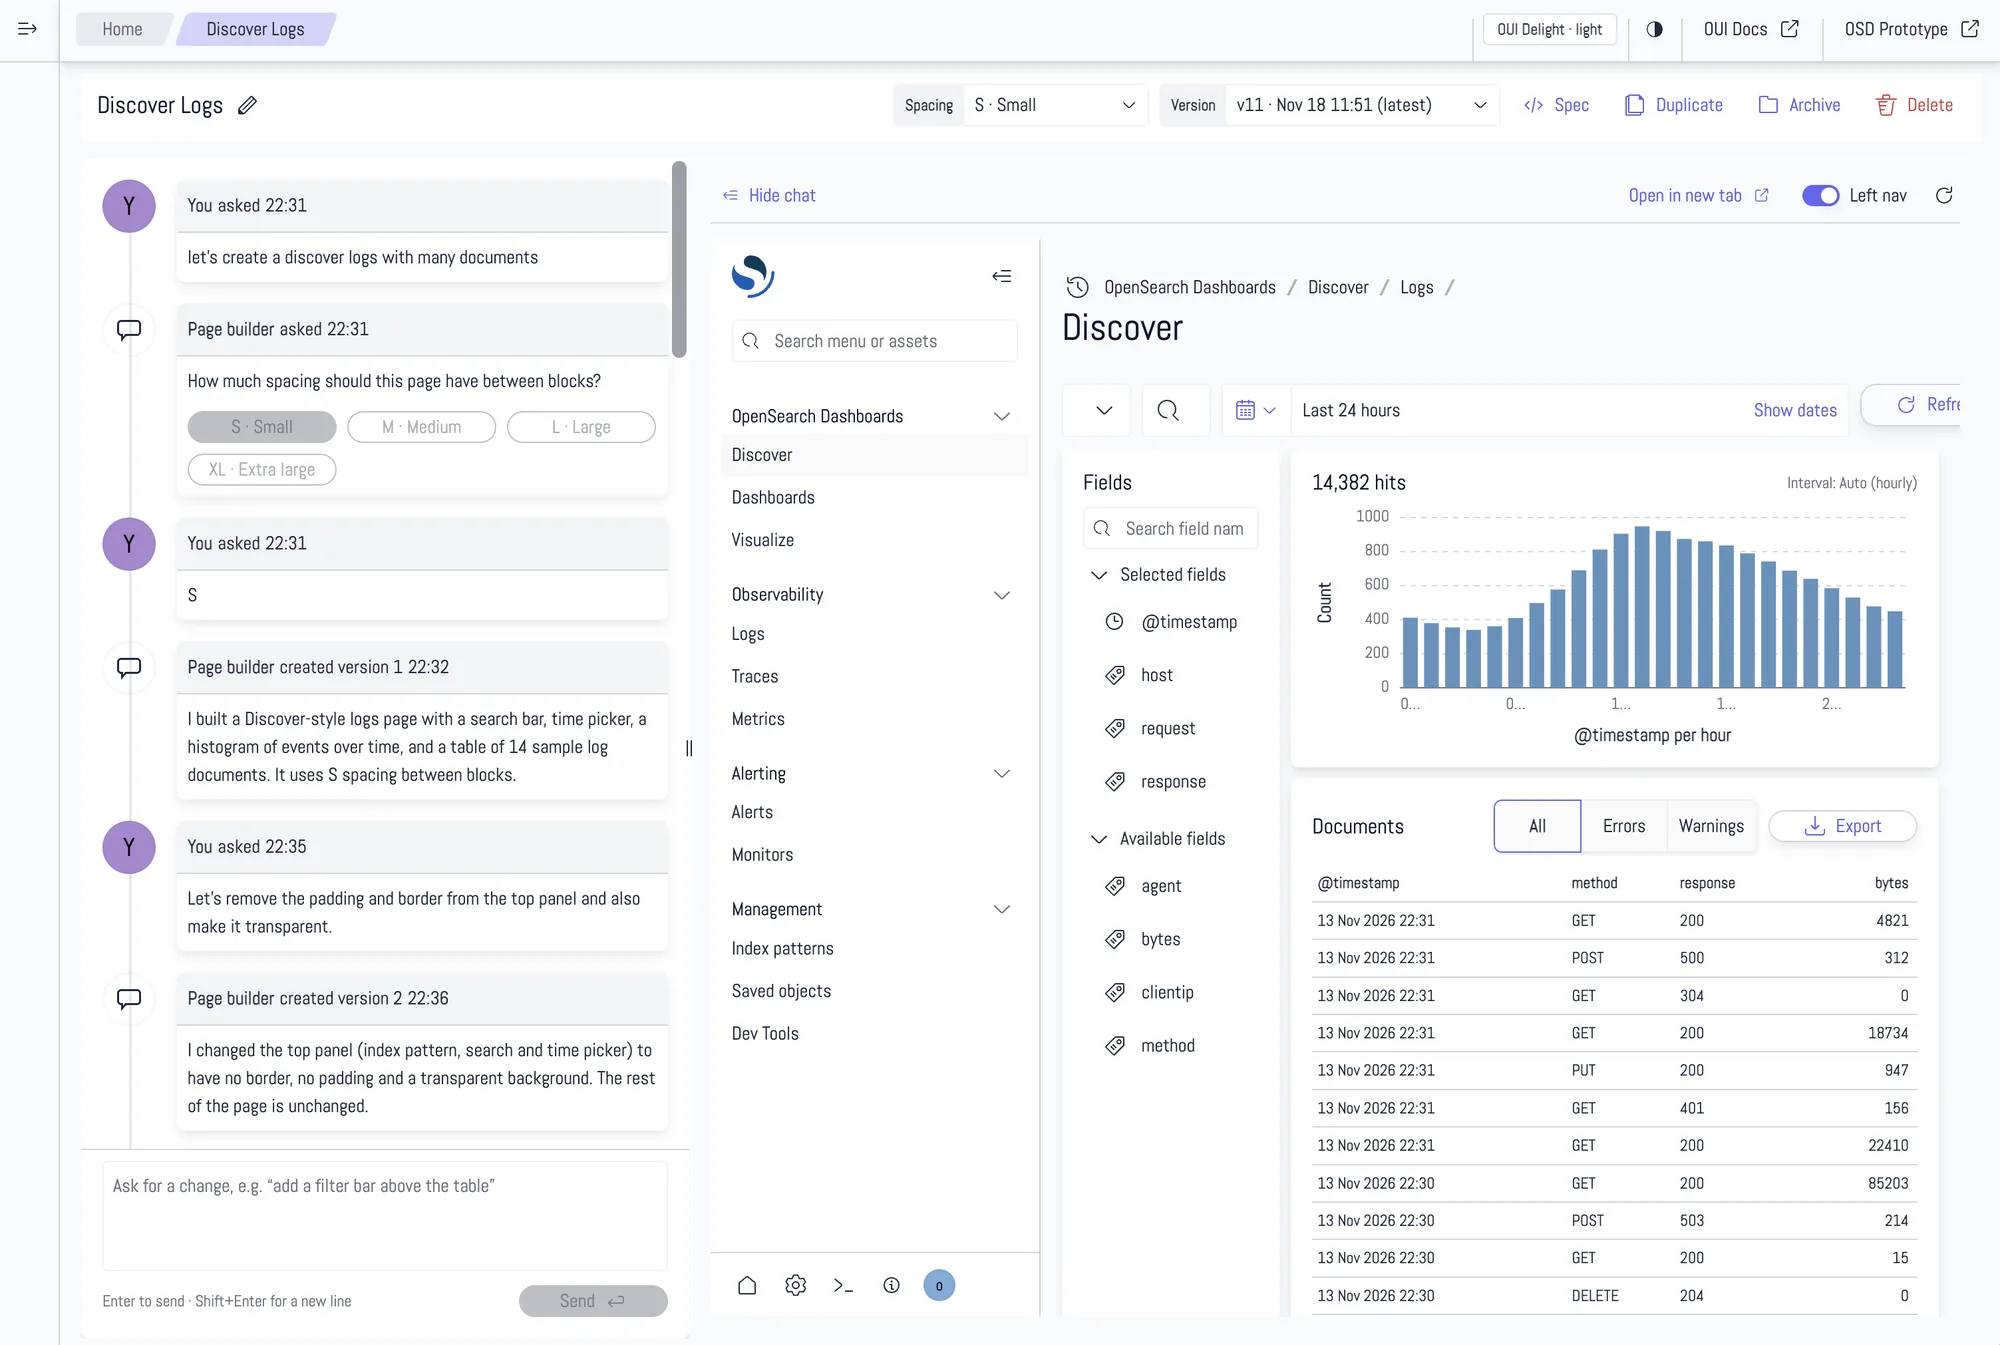 Home
Discover Logs
OUI Delight · light
OUI Docs
OSD Prototype
Discover Logs
Spacing
S · Small
Version
v11 · Nov 18 11:51 (latest)
Spec
Duplicate
Archive
Delete
Y
You asked 22:31
let's create a discover logs with many documents
Page builder asked 22:31
How much spacing should this page have between blocks?
S · Small
M · Medium
L · Large
XL · Extra large
Y
You asked 22:31
S
Page builder created version 1 22:32
I built a Discover-style logs page with a search bar, time picker, a
histogram of events over time, and a table of 14 sample log
documents. It uses S spacing between blocks.
Y
You asked 22:35
Let's remove the padding and border from the top panel and also
make it transparent.
Page builder created version 2 22:36
I changed the top panel (index pattern, search and time picker) to
have no border, no padding and a transparent background. The rest
of the page is unchanged.
Ask for a change, e.g. “add a filter bar above the table”
Enter to send · Shift+Enter for a new line
Send
Hide chat
Open in new tab
Left nav
Search menu or assets
OpenSearch Dashboards
Discover
Dashboards
Visualize
Observability
Logs
Traces
Metrics
Alerting
Alerts
Monitors
Management
Index patterns
Saved objects
Dev Tools
0
OpenSearch Dashboards / Discover / Logs /
Discover
Last 24 hours
Show dates
Refre
Fields
Search field nam
Selected fields
@timestamp
host
request
response
Available fields
agent
bytes
clientip
method
14,382 hits
Interval: Auto (hourly)
1000
800
600
400
200
0
Count
0...
0...
1...
1...
2...
@timestamp per hour
Documents
All
Errors
Warnings
Export
@timestamp method response bytes
13 Nov 2026 22:31 GET 200 4821
13 Nov 2026 22:31 POST 500 312
13 Nov 2026 22:31 GET 304 0
13 Nov 2026 22:31 GET 200 18734
13 Nov 2026 22:31 PUT 200 947
13 Nov 2026 22:31 GET 401 156
13 Nov 2026 22:31 GET 200 22410
13 Nov 2026 22:30 GET 200 85203
13 Nov 2026 22:30 POST 503 214
13 Nov 2026 22:30 GET 200 15
13 Nov 2026 22:30 DELETE 204 0